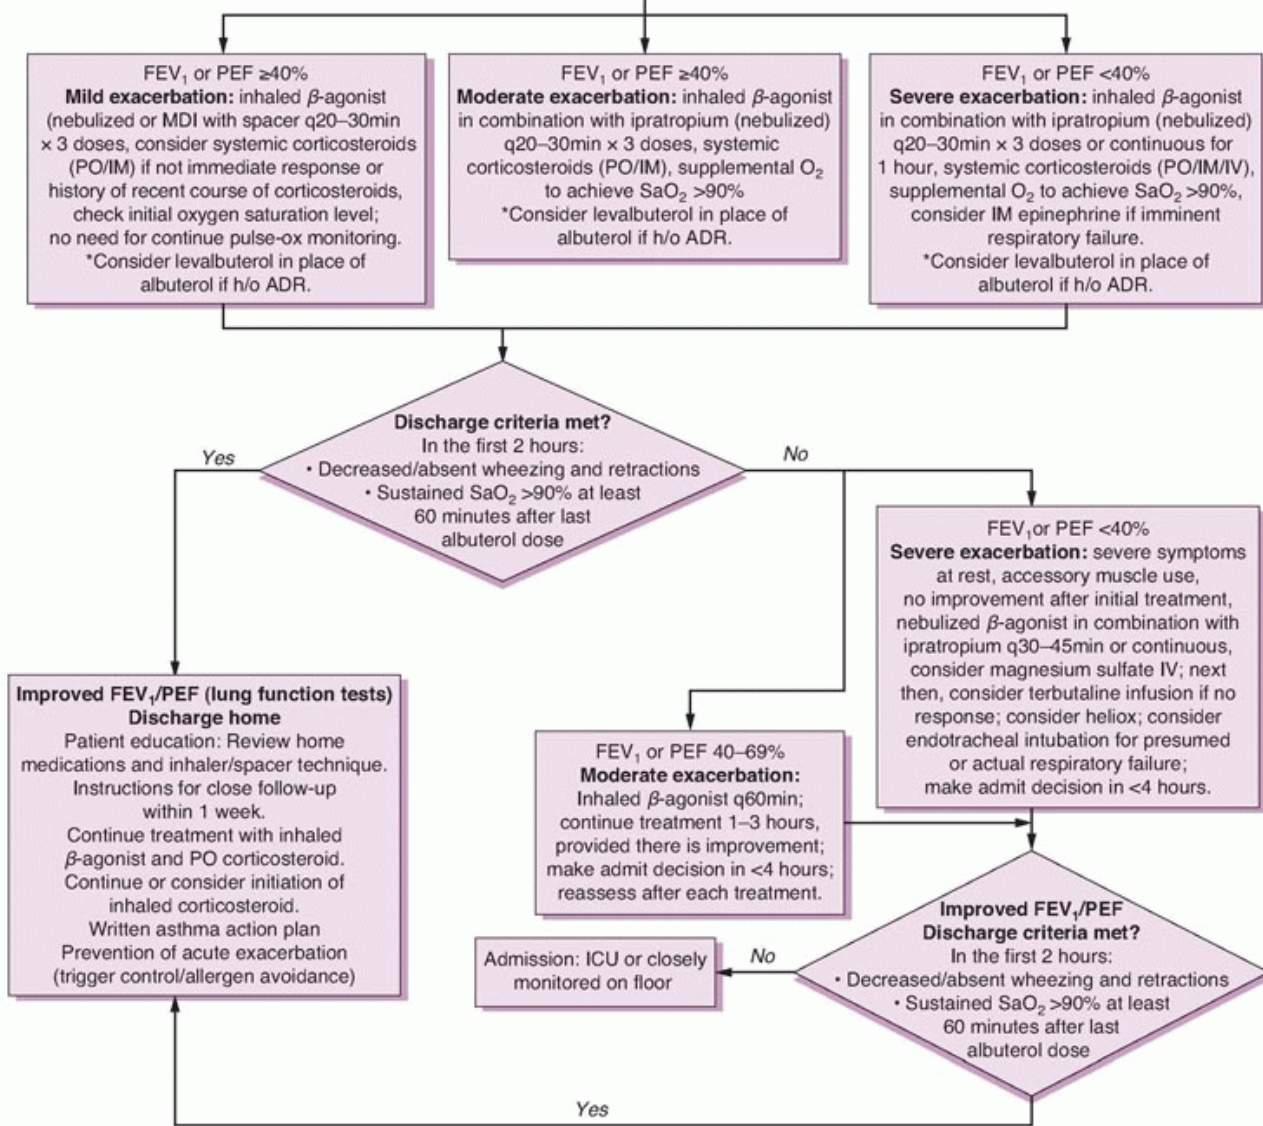 FEV₁ or PEF ≥40%
Mild exacerbation: inhaled β-agonist
(nebulized or MDI with spacer q20–30min
× 3 doses, consider systemic corticosteroids
(PO/IM) if not immediate response or
history of recent course of corticosteroids,
check initial oxygen saturation level;
no need for continue pulse-ox monitoring.
*Consider levalbuterol in place of
albuterol if h/o ADR.
FEV₁ or PEF ≥40%
Moderate exacerbation: inhaled β-agonist
in combination with ipratropium (nebulized)
q20–30min × 3 doses, systemic
corticosteroids (PO/IM), supplemental O₂
to achieve SaO₂ >90%
*Consider levalbuterol in place of
albuterol if h/o ADR.
FEV₁ or PEF <40%
Severe exacerbation: inhaled β-agonist
in combination with ipratropium (nebulized)
q20–30min × 3 doses or continuous for
1 hour, systemic corticosteroids (PO/IM/IV),
supplemental O₂ to achieve SaO₂ >90%,
consider IM epinephrine if imminent
respiratory failure.
*Consider levalbuterol in place of
albuterol if h/o ADR.
Discharge criteria met?
In the first 2 hours:
• Decreased/absent wheezing and retractions
• Sustained SaO₂ >90% at least
60 minutes after last
albuterol dose
Yes
No
FEV₁or PEF <40%
Severe exacerbation: severe symptoms
at rest, accessory muscle use,
no improvement after initial treatment,
nebulized β-agonist in combination with
ipratropium q30–45min or continuous,
consider magnesium sulfate IV; next
then, consider terbutaline infusion if no
response; consider heliox; consider
endotracheal intubation for presumed
or actual respiratory failure;
make admit decision in <4 hours.
Improved FEV₁/PEF (lung function tests)
Discharge home
Patient education: Review home
medications and inhaler/spacer technique.
Instructions for close follow-up
within 1 week.
Continue treatment with inhaled
β-agonist and PO corticosteroid.
Continue or consider initiation of
inhaled corticosteroid.
Written asthma action plan
Prevention of acute exacerbation
(trigger control/allergen avoidance)
FEV₁ or PEF 40–69%
Moderate exacerbation:
Inhaled β-agonist q60min;
continue treatment 1–3 hours,
provided there is improvement;
make admit decision in <4 hours;
reassess after each treatment.
Improved FEV₁/PEF
Discharge criteria met?
In the first 2 hours:
• Decreased/absent wheezing and retractions
• Sustained SaO₂ >90% at least
60 minutes after last
albuterol dose
No
Admission: ICU or closely
monitored on floor
Yes